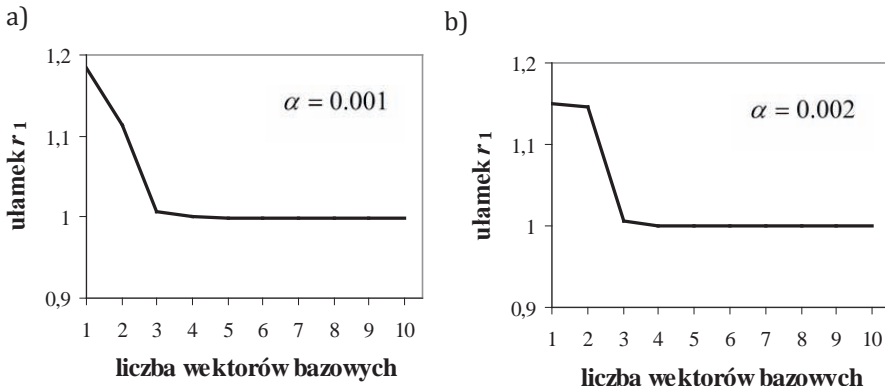 a)
1,2
1,1
1
0,9
ułamek r 1
α = 0.001
1 2 3 4 5 6 7 8 9 10
liczba wektorów bazowych
b)
1,2
1,1
1
0,9
ułamek r 1
α = 0.002
1 2 3 4 5 6 7 8 9 10
liczba wektorów bazowych